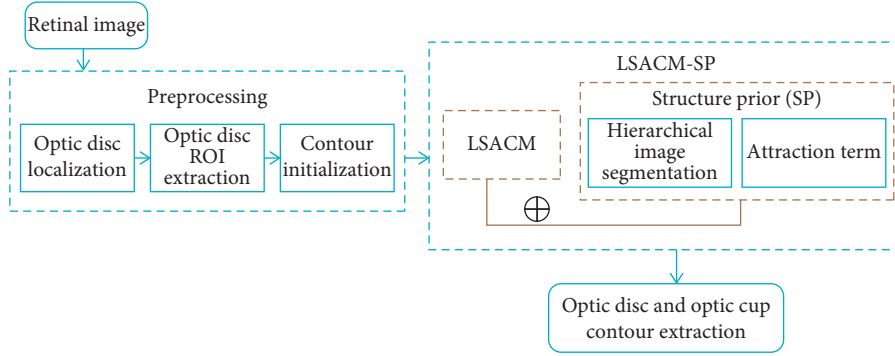 Retinal image
Preprocessing
Optic disc
localization
Optic disc
ROI
extraction
Contour
initialization
LSACM-SP
LSACM
Structure prior (SP)
Hierarchical
image
segmentation
Attraction term
Optic disc and optic cup
contour extraction